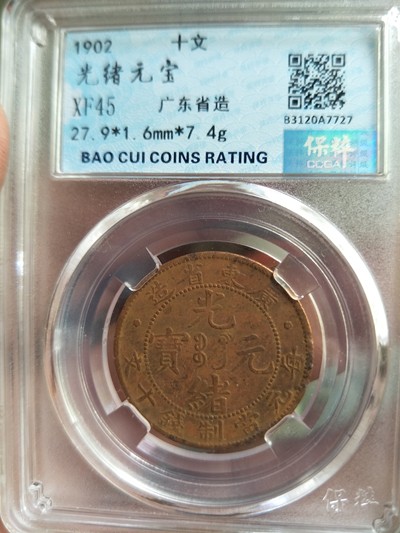 1902 十文
光绪元宝
XF45 广东省造
27.9*1.6mm*7.4g
B3120A7727
BAO CUI COINS RATING
保粹
廣東省造
光緒元寶
每元當制錢十文
保粹